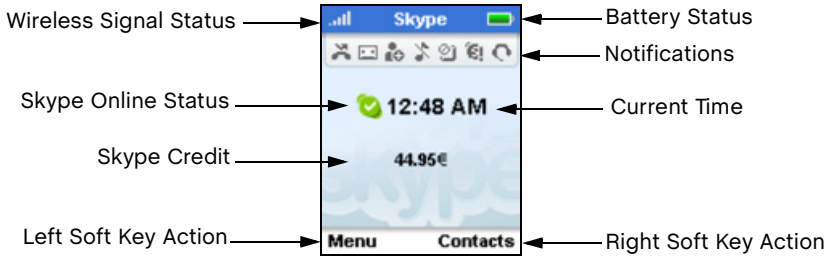 Wireless Signal Status
Skype
Battery Status
Notifications
Skype Online Status
12:48 AM
Current Time
Skype Credit
44.95€
skype
Left Soft Key Action
Menu
Contacts
Right Soft Key Action